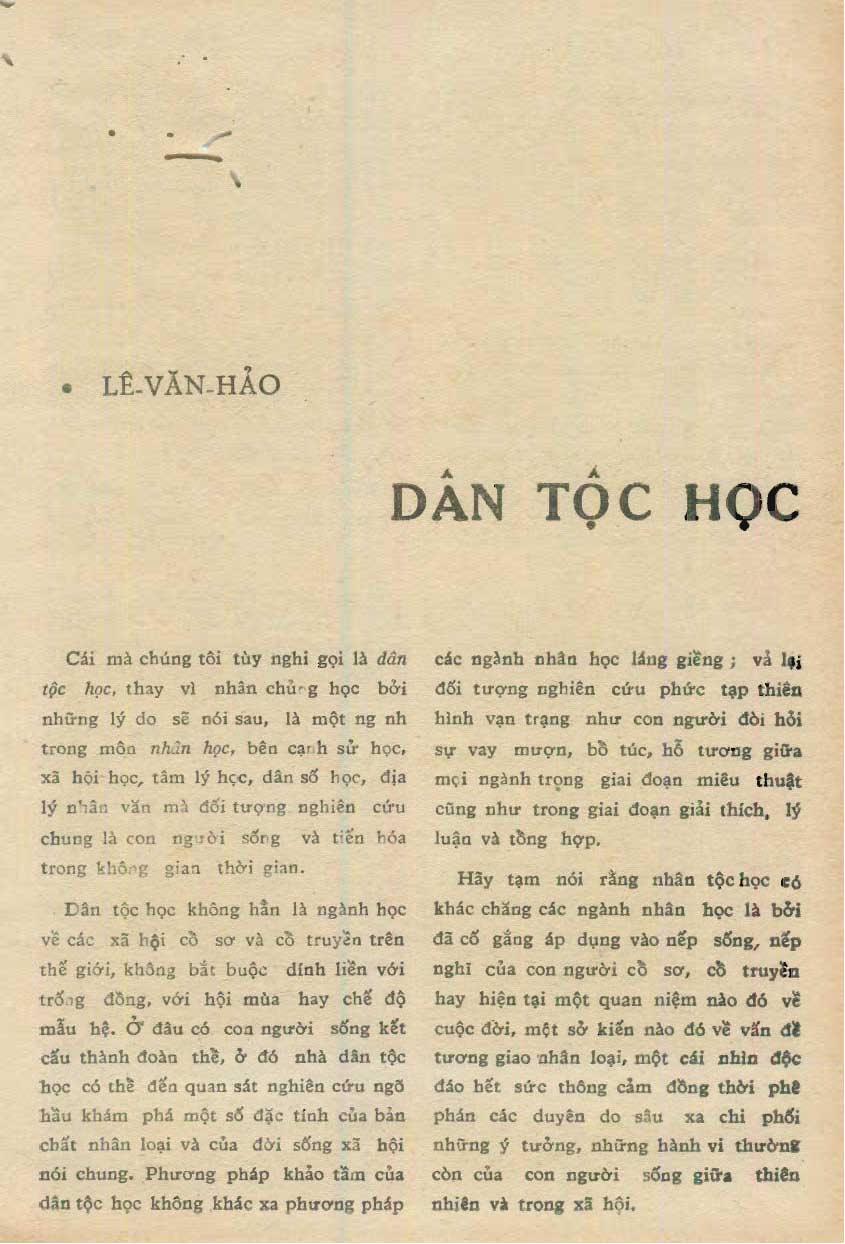 • LÊ-VĂN-HẢO
DÂN TỘC HỌC
Cái mà chúng tôi tùy nghi gọi là dân
tộc học, thay vì nhân chủng học bởi
những lý do sẽ nói sau, là một ng nh
trong môn nhân học, bên cạnh sử học,
xã hội học, tâm lý học, dân số học, địa
lý nhân văn mà đối tượng nghiên cứu
chung là con người sống và tiến hóa
trong không gian thời gian.
Dân tộc học không hẳn là ngành học
về các xã hội cổ sơ và cổ truyền trên
thế giới, không bắt buộc dính liền với
trống đồng, với hội mùa hay chế độ
mẫu hệ. Ở đâu có con người sống kết
cấu thành đoàn thể, ở đó nhà dân tộc
học có thể đến quan sát nghiên cứu ngõ
hầu khám phá một số đặc tính của bản
chất nhân loại và của đời sống xã hội
nói chung. Phương pháp khảo tầm của
dân tộc học không khác xa phương pháp
các ngành nhân học láng giềng ; vả lại
đối tượng nghiên cứu phức tạp thiên
hình vạn trạng như con người đòi hỏi
sự vay mượn, bổ túc, hỗ tương giữa
mọi ngành trọng giai đoạn miêu thuật
cũng như trong giai đoạn giải thích, lý
luận và tổng hợp.
Hãy tạm nói rằng nhân tộc học có
khác chăng các ngành nhân học là bởi
đã cố gắng áp dụng vào nếp sống, nếp
nghĩ của con người cổ sơ, cổ truyền
hay hiện tại một quan niệm nào đó về
cuộc đời, một sở kiến nào đó về vấn đề
tương giao nhân loại, một cái nhìn độc
đáo hết sức thông cảm đồng thời phê
phán các duyên do sâu xa chi phối
những ý tưởng, những hành vi thường
còn của con người sống giữa thiên
nhiên và trong xã hội.